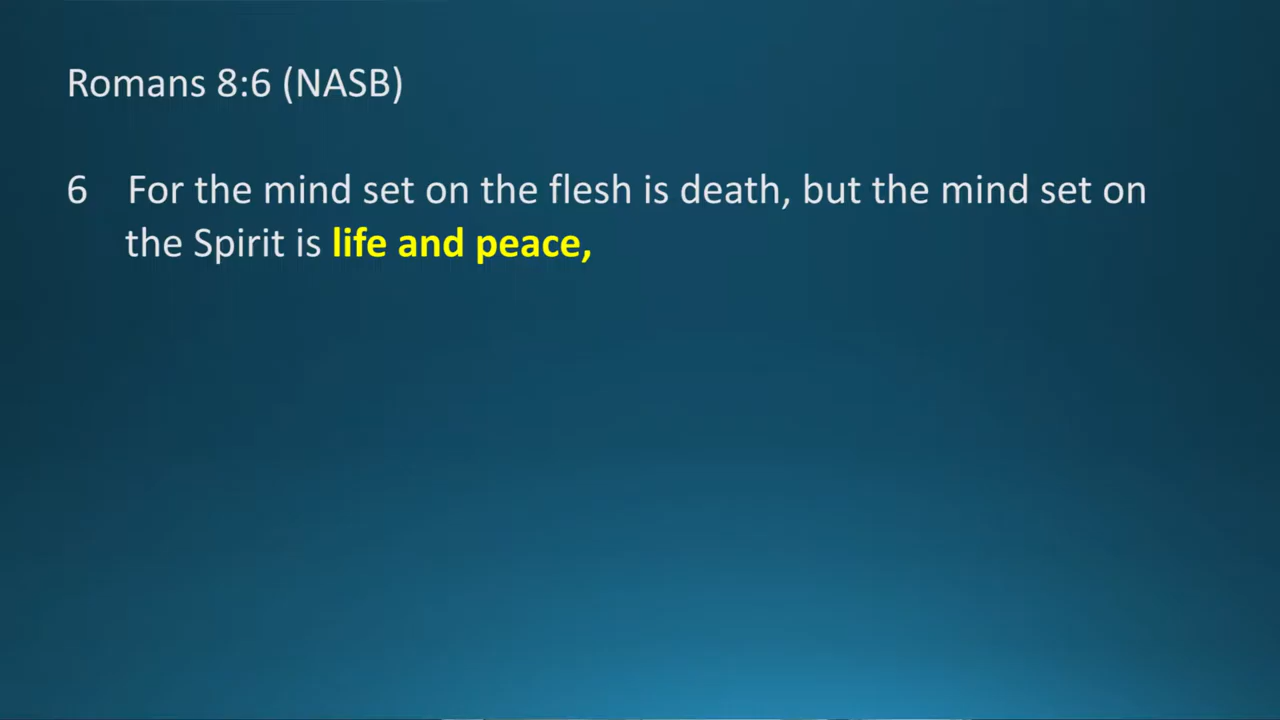 Romans 8:6 (NASB)
6 For the mind set on the flesh is death, but the mind set on
the Spirit is life and peace,